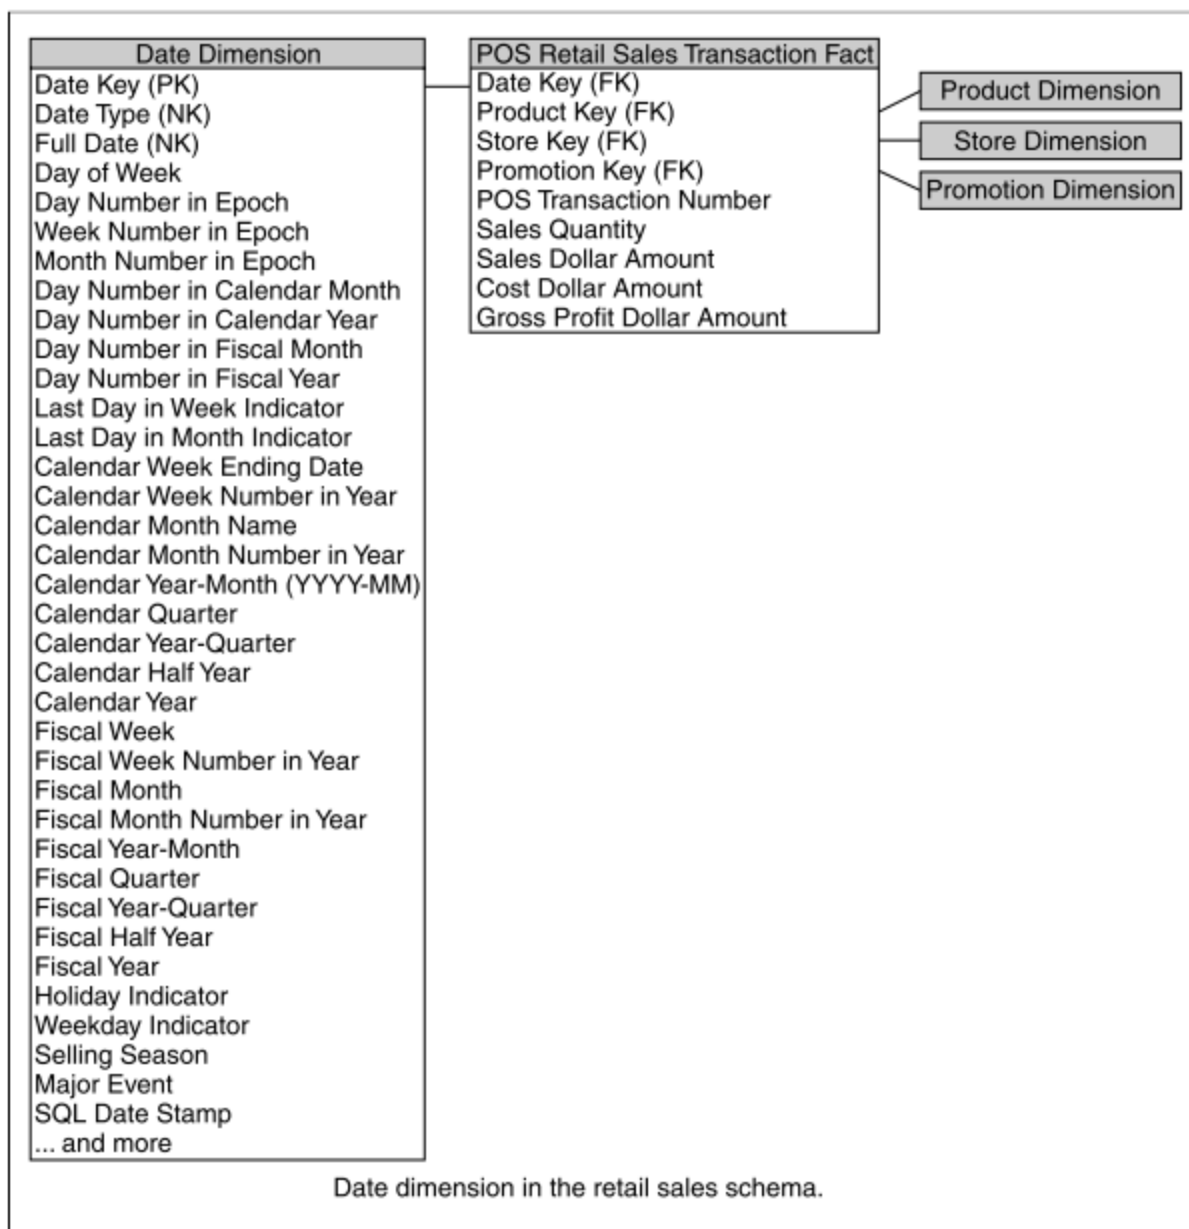 Date Dimension
Date Key (PK)
Date Type (NK)
Full Date (NK)
Day of Week
Day Number in Epoch
Week Number in Epoch
Month Number in Epoch
Day Number in Calendar Month
Day Number in Calendar Year
Day Number in Fiscal Month
Day Number in Fiscal Year
Last Day in Week Indicator
Last Day in Month Indicator
Calendar Week Ending Date
Calendar Week Number in Year
Calendar Month Name
Calendar Month Number in Year
Calendar Year-Month (YYYY-MM)
Calendar Quarter
Calendar Year-Quarter
Calendar Half Year
Calendar Year
Fiscal Week
Fiscal Week Number in Year
Fiscal Month
Fiscal Month Number in Year
Fiscal Year-Month
Fiscal Quarter
Fiscal Year-Quarter
Fiscal Half Year
Fiscal Year
Holiday Indicator
Weekday Indicator
Selling Season
Major Event
SQL Date Stamp
... and more
POS Retail Sales Transaction Fact
Date Key (FK)
Product Key (FK)
Store Key (FK)
Promotion Key (FK)
POS Transaction Number
Sales Quantity
Sales Dollar Amount
Cost Dollar Amount
Gross Profit Dollar Amount
Product Dimension
Store Dimension
Promotion Dimension
Date dimension in the retail sales schema.